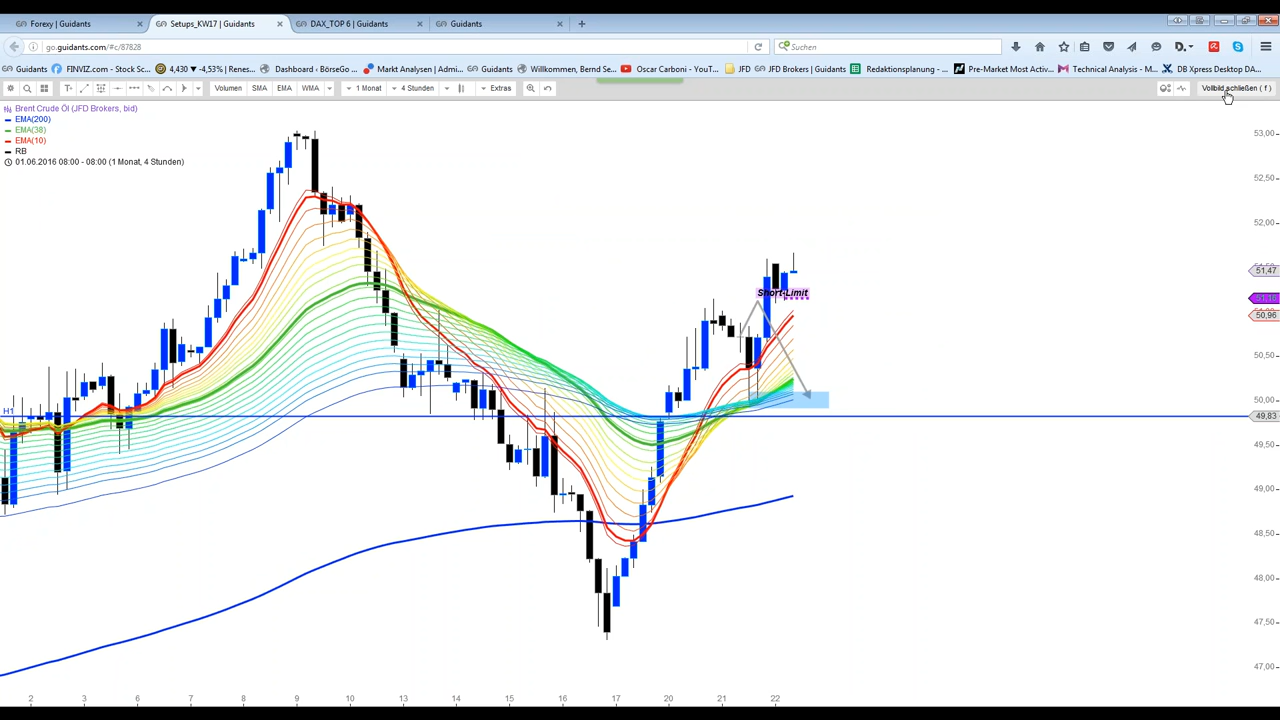 Forexy | Guidants
Setups_KW17 | Guidants
DAX_TOP 6 | Guidants
Guidants
go.guidants.com/#c/87828
Suchen
Guidants
FINVIZ.com - Stock Sc...
4,430 ▾ -4,53% | Renes...
Dashboard ‹ BörseGo ...
Markt Analysen | Admi...
Guidants
Willkommen, Bernd Se...
Oscar Carboni - YouT...
JFD
JFD Brokers | Guidants
Redaktionsplanung - ...
Pre-Market Most Activ...
Technical Analysis - M...
DB Xpress Desktop DA...
Volumen
SMA
EMA
WMA
1 Monat
4 Stunden
Extras
Vollbild schließen ( f )
Brent Crude Öl (JFD Brokers, bid)
EMA(200)
EMA(38)
EMA(10)
RB
01.06.2016 08:00 - 08:00 (1 Monat, 4 Stunden)
53,00
52,50
52,00
51,47
Short-Limit
50,96
50,50
50,00
H1
49,83
49,50
49,00
48,50
48,00
47,50
47,00
2 3 6 7 8 9 10 13 14 15 16 17 20 21 22